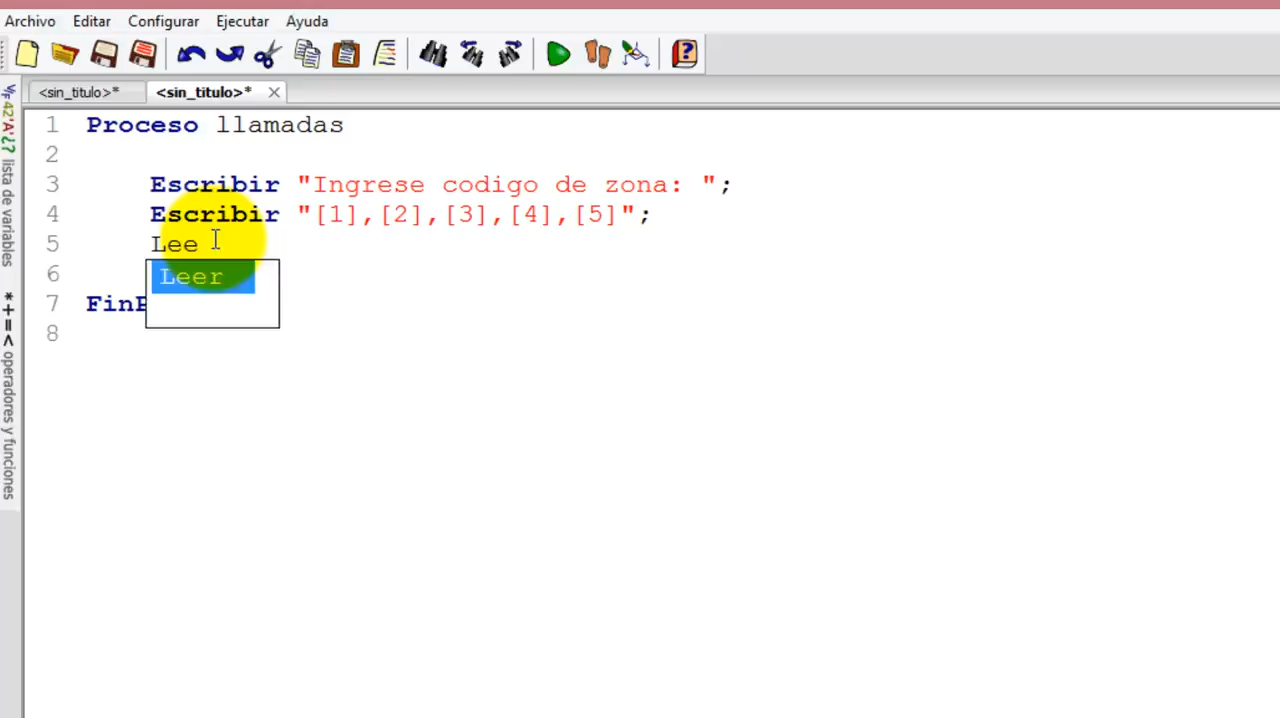 Archivo Editar Configurar Ejecutar Ayuda
<sin_titulo>* <sin_titulo>*
1 Proceso llamadas
2
3 Escribir "Ingrese codigo de zona: ";
4 Escribir "[1],[2],[3],[4],[5]";
5 Lee
6 Leer
7 FinP
8
42 'A' ¿? lista de variables
* + = < operadores y funciones